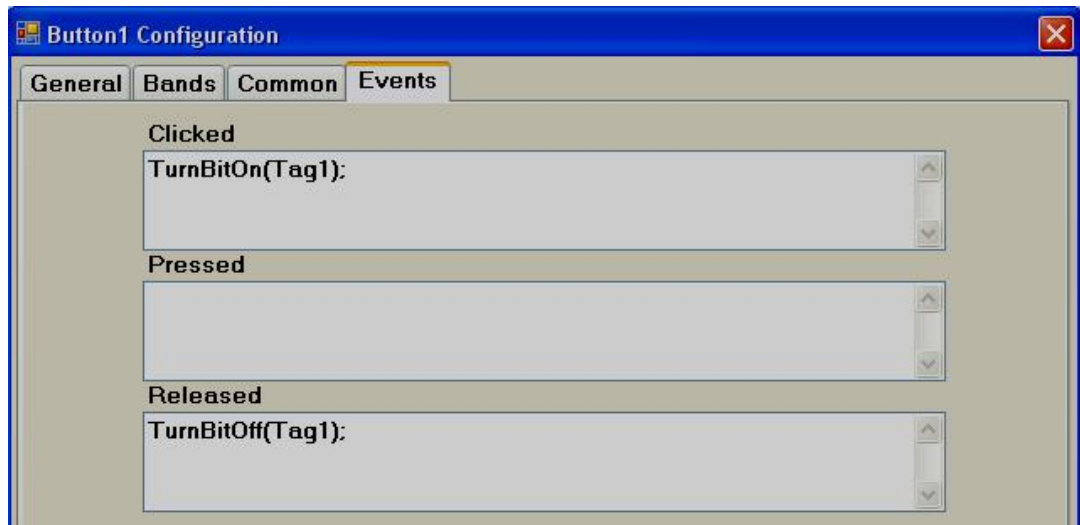 Button1 Configuration
General Bands Common Events
Clicked
TurnBitOn(Tag1);
Pressed
Released
TurnBitOff(Tag1);